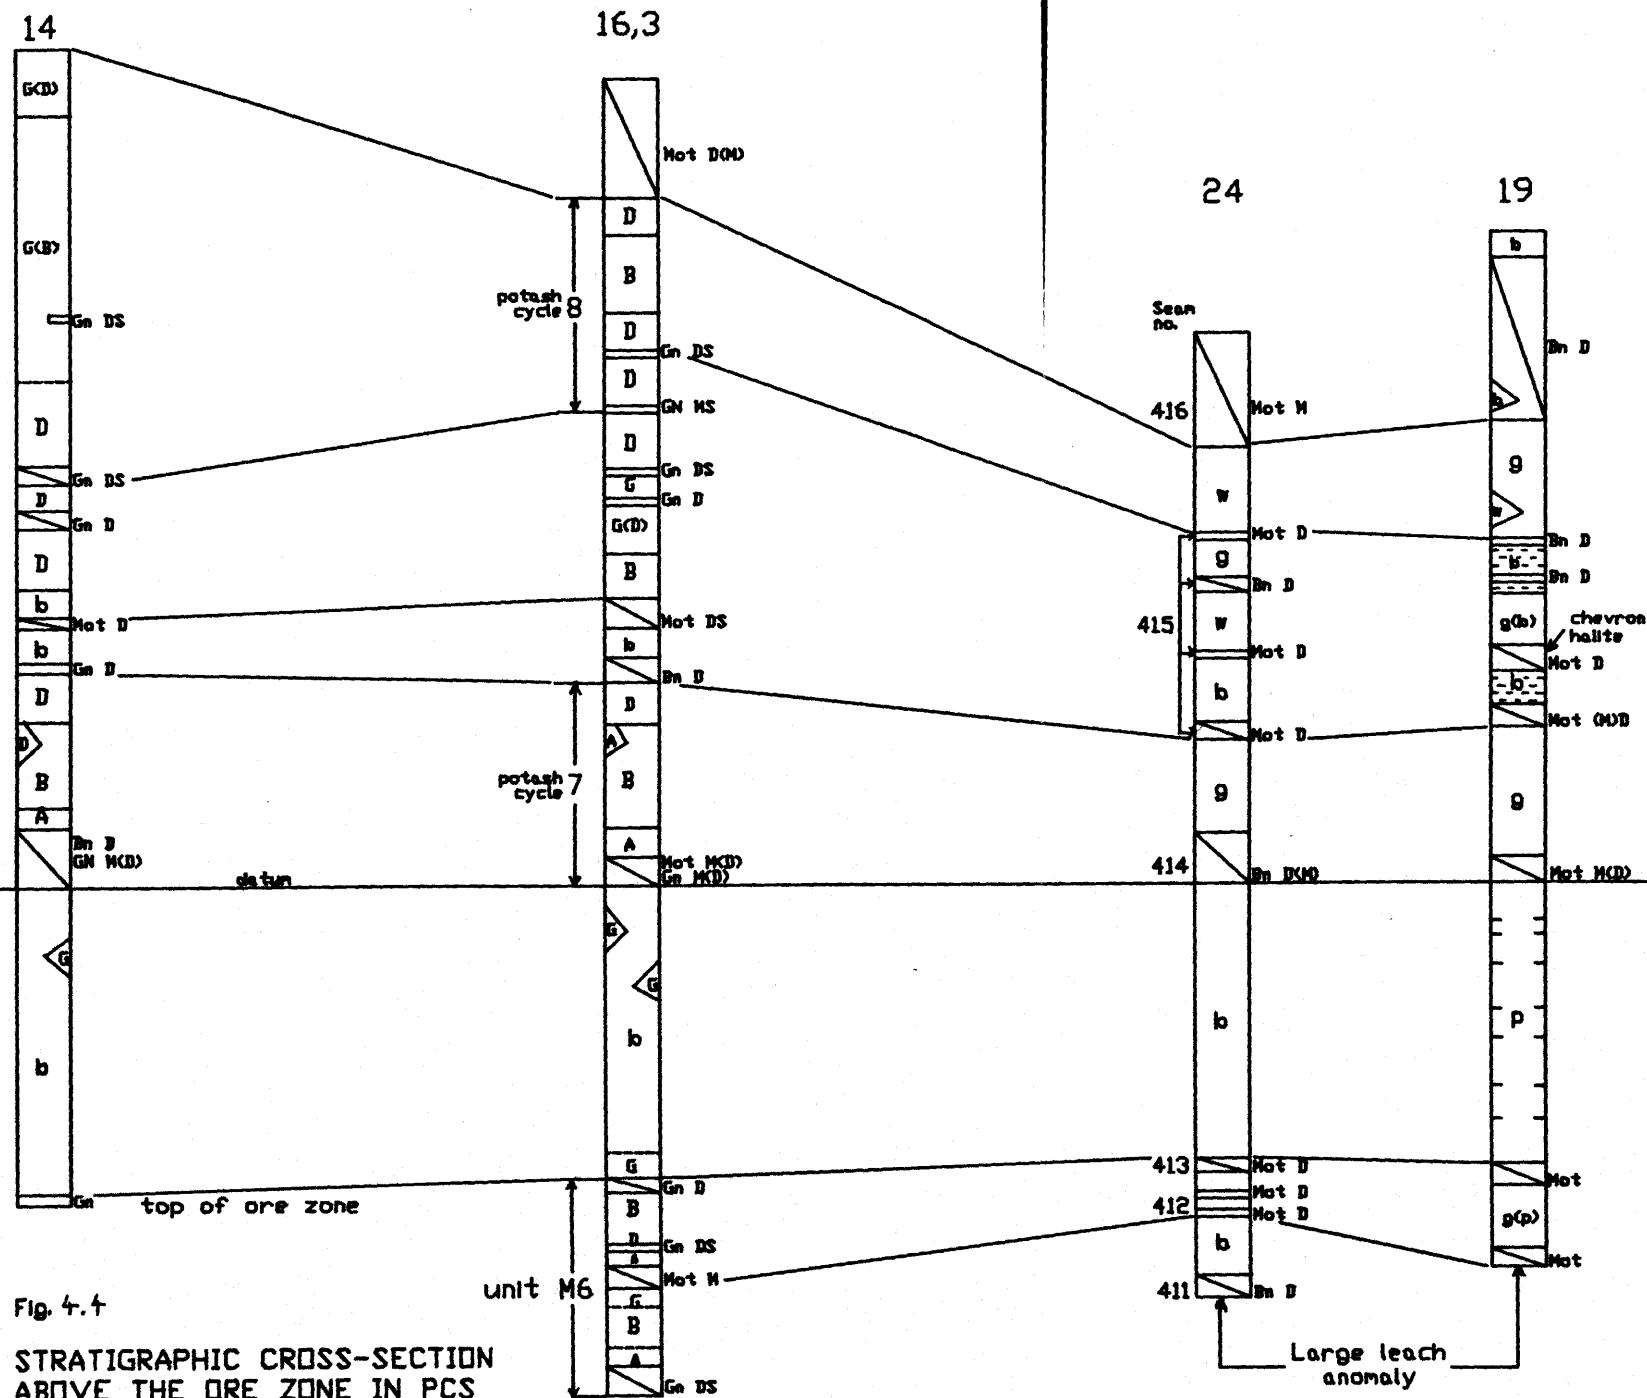 14
G(D)
G(B)
Gn DS
D
Gn DS
D
Gn D
D
b
Mot D
b
Gn D
D
D
B
A
Bn D
GN M(D)
datum
G
b
Gn
top of ore zone
16,3
Mot D(M)
D
B
potash
cycle 8
D
Gn DS
D
GN MS
D
Gn DS
G
Gn D
G(D)
B
Mot DS
b
Bn D
D
A
B
potash
cycle 7
A
Mot M(D)
Gn M(D)
G
G
b
G
Gn D
B
D
Gn DS
A
Mot M
unit M6
G
B
A
Gn DS
24
Seam
no.
416
Mot M
w
Mot D
g
Bn D
415
w
Mot D
b
Mot D
g
414
Bn D(M)
b
413
Mot D
Mot D
412
Mot D
b
411
Bn D
19
b
Bn D
b
g
w
Bn D
b
Bn D
g(b)
chevron
halite
Mot D
b
Mot (M)D
g
Mot M(D)
p
Mot
g(p)
Mot
Large leach
anomaly
Fig. 4.4
STRATIGRAPHIC CROSS-SECTION
ABOVE THE ORE ZONE IN PCS